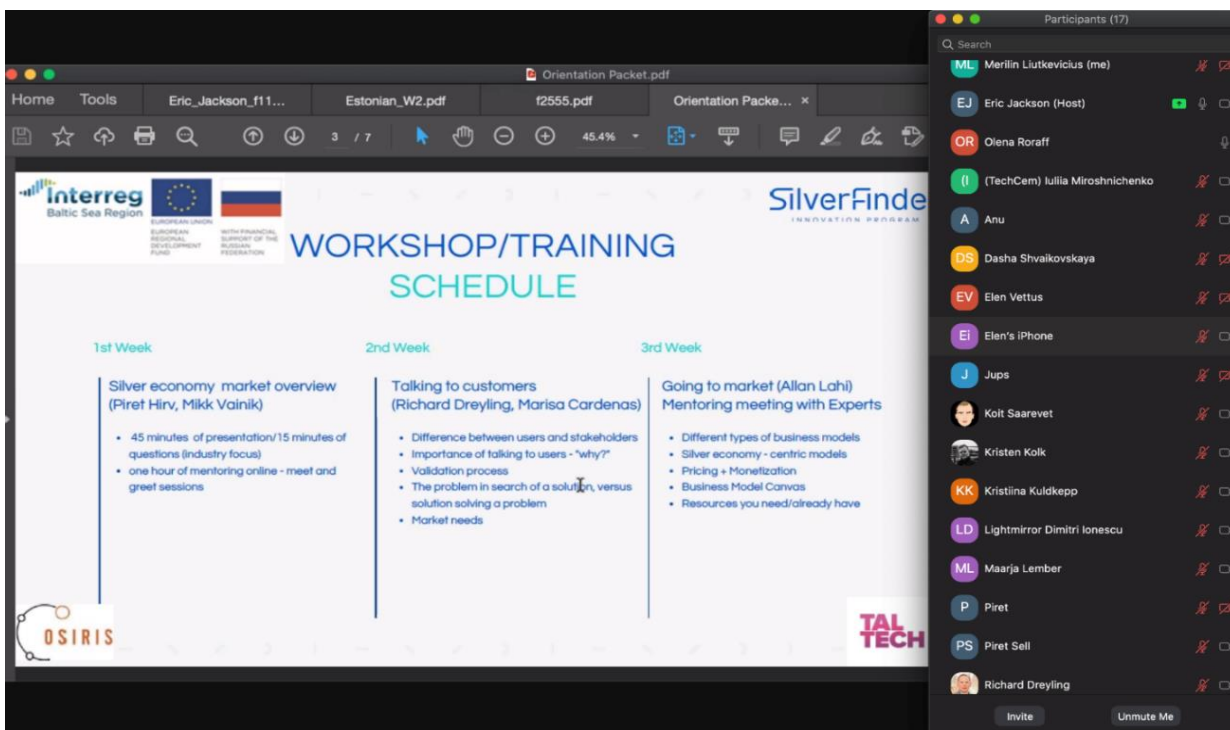 Orientation Packet.pdf
Home Tools Eric_Jackson_f11... Estonian_W2.pdf f2555.pdf Orientation Packe... ×
3 / 7 45.4%
Interreg
Baltic Sea Region
EUROPEAN UNION
EUROPEAN
REGIONAL
DEVELOPMENT
FUND
WITH FINANCIAL
SUPPORT OF THE
RUSSIAN
FEDERATION
SilverFinde
INNOVATION PROGRAM
WORKSHOP/TRAINING
SCHEDULE
1st Week
Silver economy market overview
(Piret Hirv, Mikk Vainik)
• 45 minutes of presentation/15 minutes of
questions (industry focus)
• one hour of mentoring online - meet and
greet sessions
2nd Week
Talking to customers
(Richard Dreyling, Marisa Cardenas)
• Difference between users and stakeholders
• Importance of talking to users - "why?"
• Validation process
• The problem in search of a solution, versus
solution solving a problem
• Market needs
3rd Week
Going to market (Allan Lahi)
Mentoring meeting with Experts
• Different types of business models
• Silver economy - centric models
• Pricing + Monetization
• Business Model Canvas
• Resources you need/already have
OSIRIS
TAL
TECH
Participants (17)
Search
ML Merilin Liutkevicius (me)
EJ Eric Jackson (Host)
OR Olena Roraff
(I (TechCem) Iuliia Miroshnichenko
A Anu
DS Dasha Shvaikovskaya
EV Elen Vettus
Ei Elen's iPhone
J Jups
Koit Saarevet
Kristen Kolk
KK Kristiina Kuldkepp
LD Lightmirror Dimitri Ionescu
ML Maarja Lember
P Piret
PS Piret Sell
Richard Dreyling
Invite Unmute Me